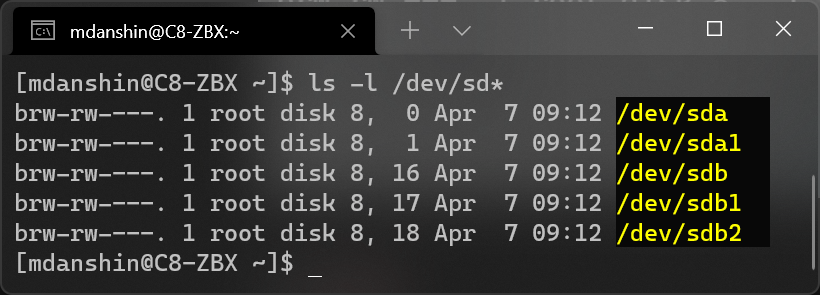 mdanshin@C8-ZBX:~
[mdanshin@C8-ZBX ~]$ ls -l /dev/sd*
brw-rw----. 1 root disk 8,  0 Apr  7 09:12 /dev/sda
brw-rw----. 1 root disk 8,  1 Apr  7 09:12 /dev/sda1
brw-rw----. 1 root disk 8, 16 Apr  7 09:12 /dev/sdb
brw-rw----. 1 root disk 8, 17 Apr  7 09:12 /dev/sdb1
brw-rw----. 1 root disk 8, 18 Apr  7 09:12 /dev/sdb2
[mdanshin@C8-ZBX ~]$ _